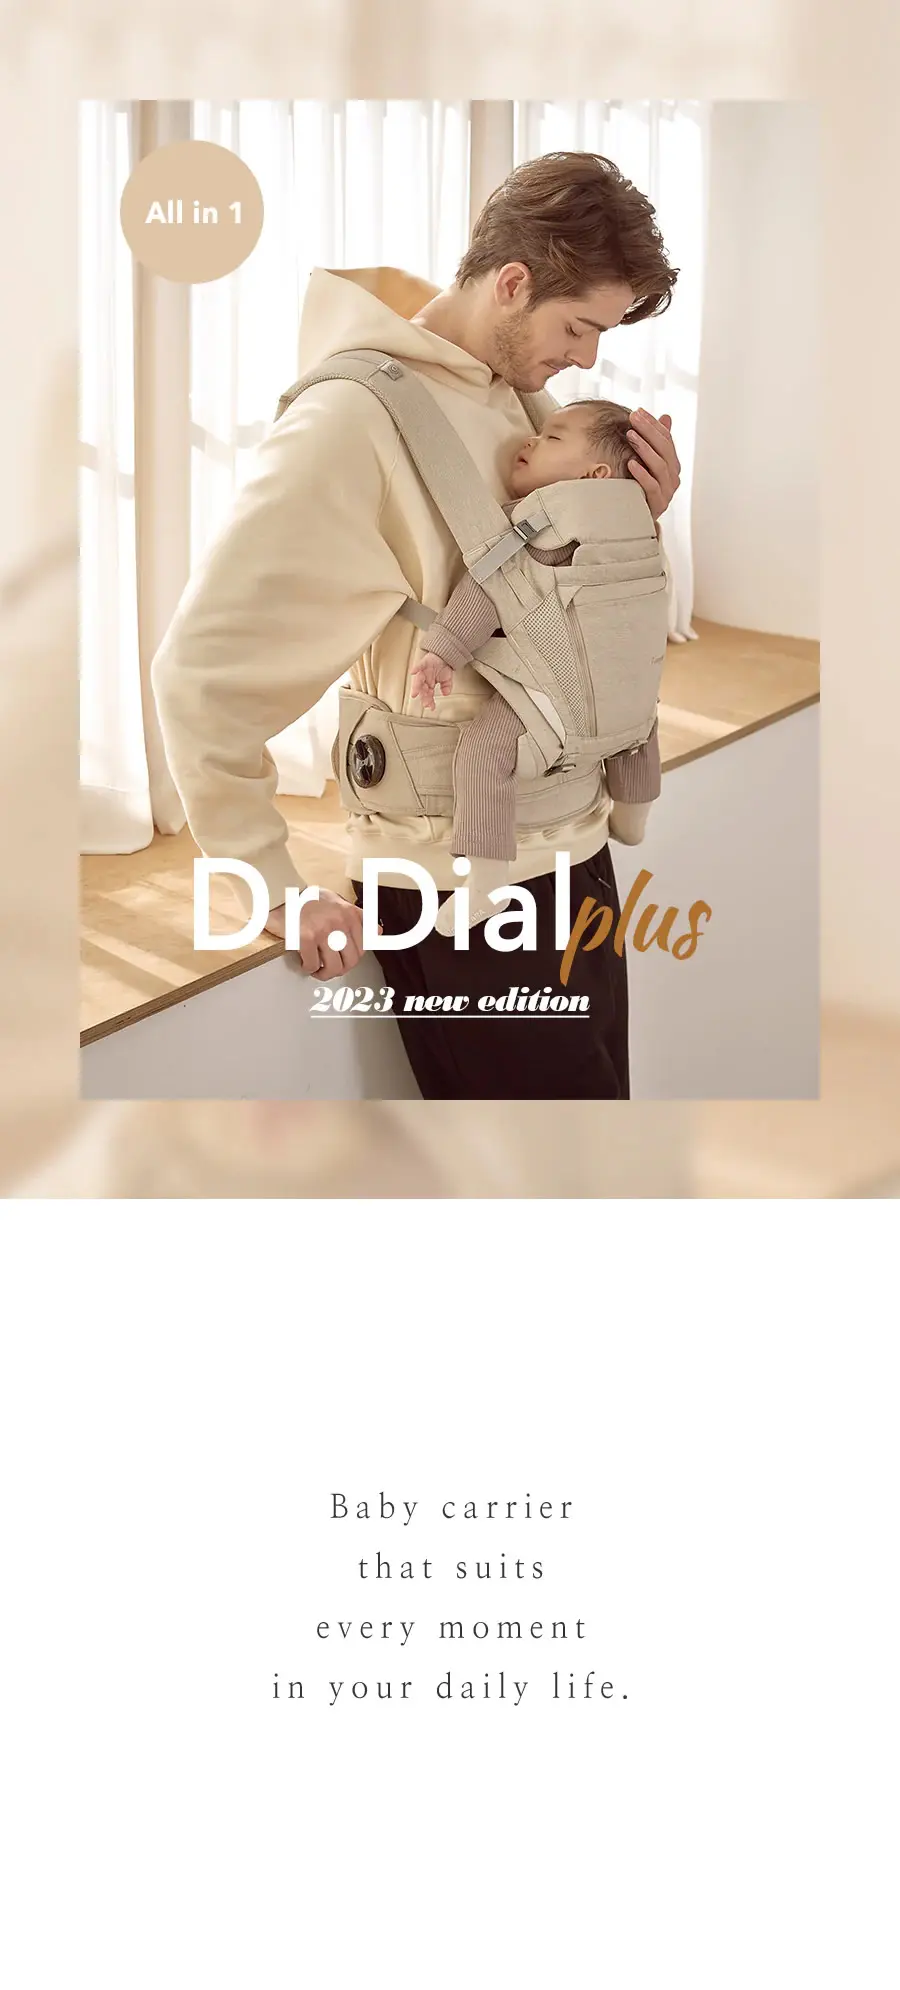 All in 1
Dr.Dial plus
2023 new edition
Baby carrier
that suits
every moment
in your daily life.